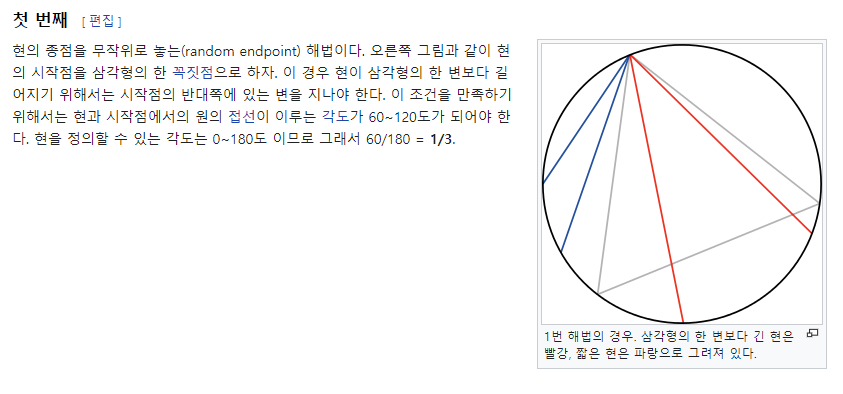 첫 번째 [ 편집 ]
현의 종점을 무작위로 놓는(random endpoint) 해법이다. 오른쪽 그림과 같이 현
의 시작점을 삼각형의 한 꼭짓점으로 하자. 이 경우 현이 삼각형의 한 변보다 길
어지기 위해서는 시작점의 반대쪽에 있는 변을 지나야 한다. 이 조건을 만족하기
위해서는 현과 시작점에서의 원의 접선이 이루는 각도가 60~120도가 되어야 한
다. 현을 정의할 수 있는 각도는 0~180도 이므로 그래서 60/180 = 1/3.
1번 해법의 경우. 삼각형의 한 변보다 긴 현은
빨강, 짧은 현은 파랑으로 그려져 있다.